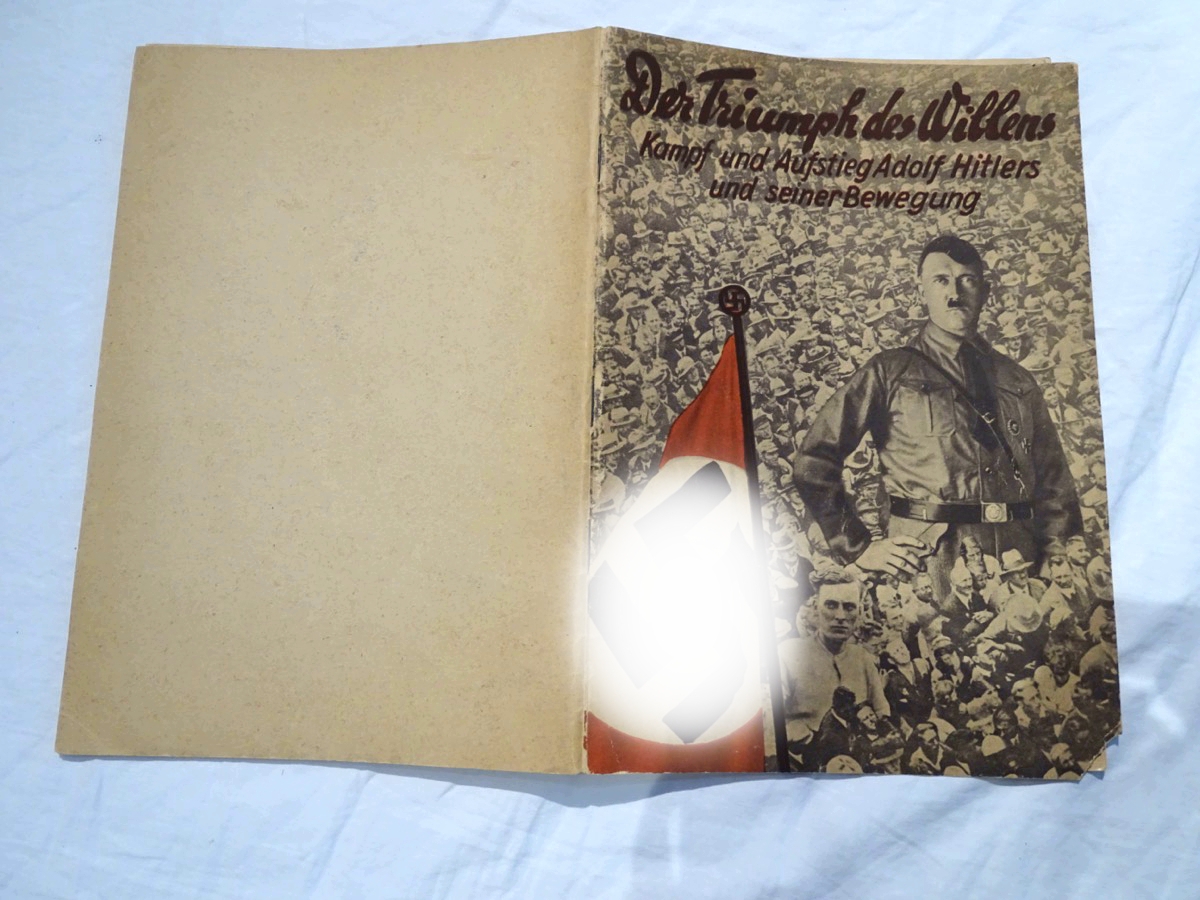 Der Triumph des Willens
Kampf und Aufstieg Adolf Hitlers
und seiner Bewegung